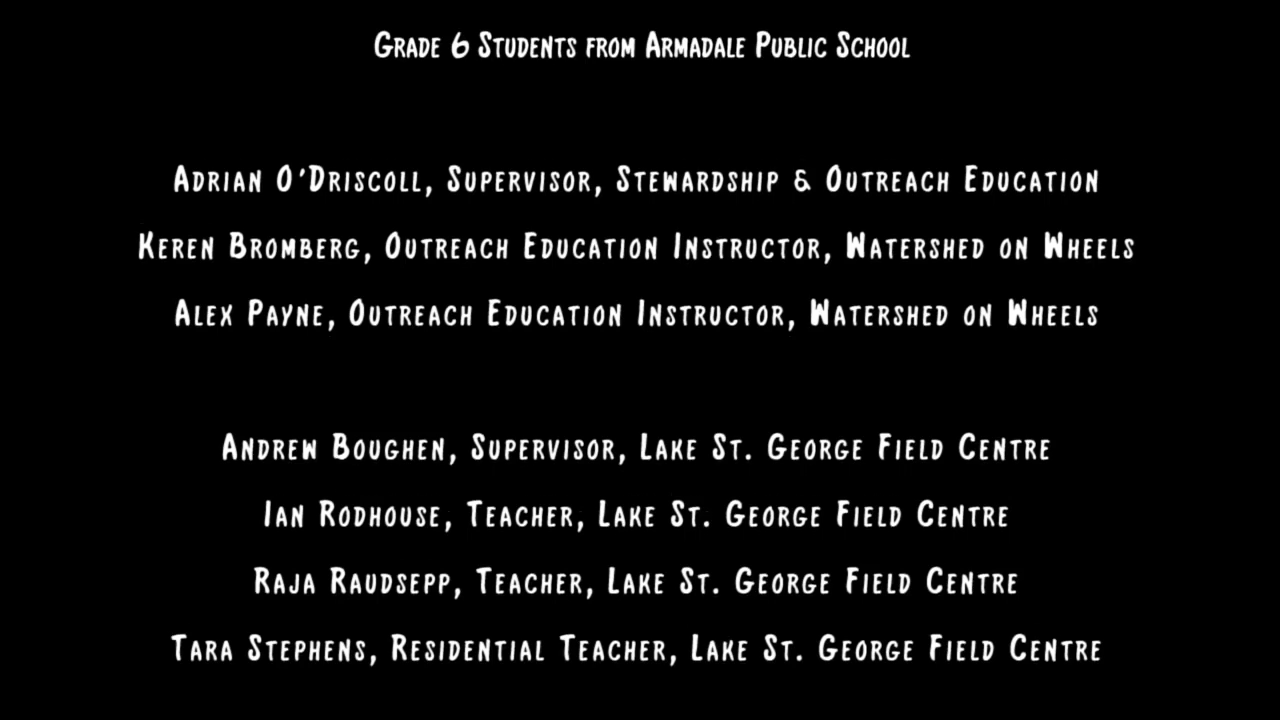 Grade 6 Students from Armadale Public School
Adrian O'Driscoll, Supervisor, Stewardship & Outreach Education
Keren Bromberg, Outreach Education Instructor, Watershed on Wheels
Alex Payne, Outreach Education Instructor, Watershed on Wheels
Andrew Boughen, Supervisor, Lake St. George Field Centre
Ian Rodhouse, Teacher, Lake St. George Field Centre
Raja Raudsepp, Teacher, Lake St. George Field Centre
Tara Stephens, Residential Teacher, Lake St. George Field Centre